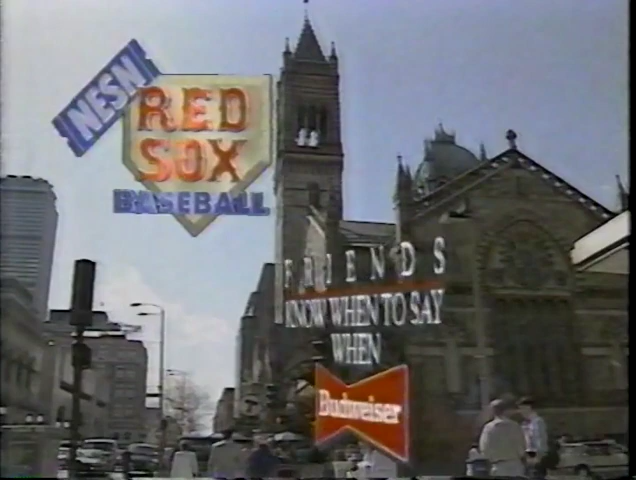 NESN
RED
SOX
BASEBALL
FRIENDS
KNOW WHEN TO SAY
WHEN
Budweiser